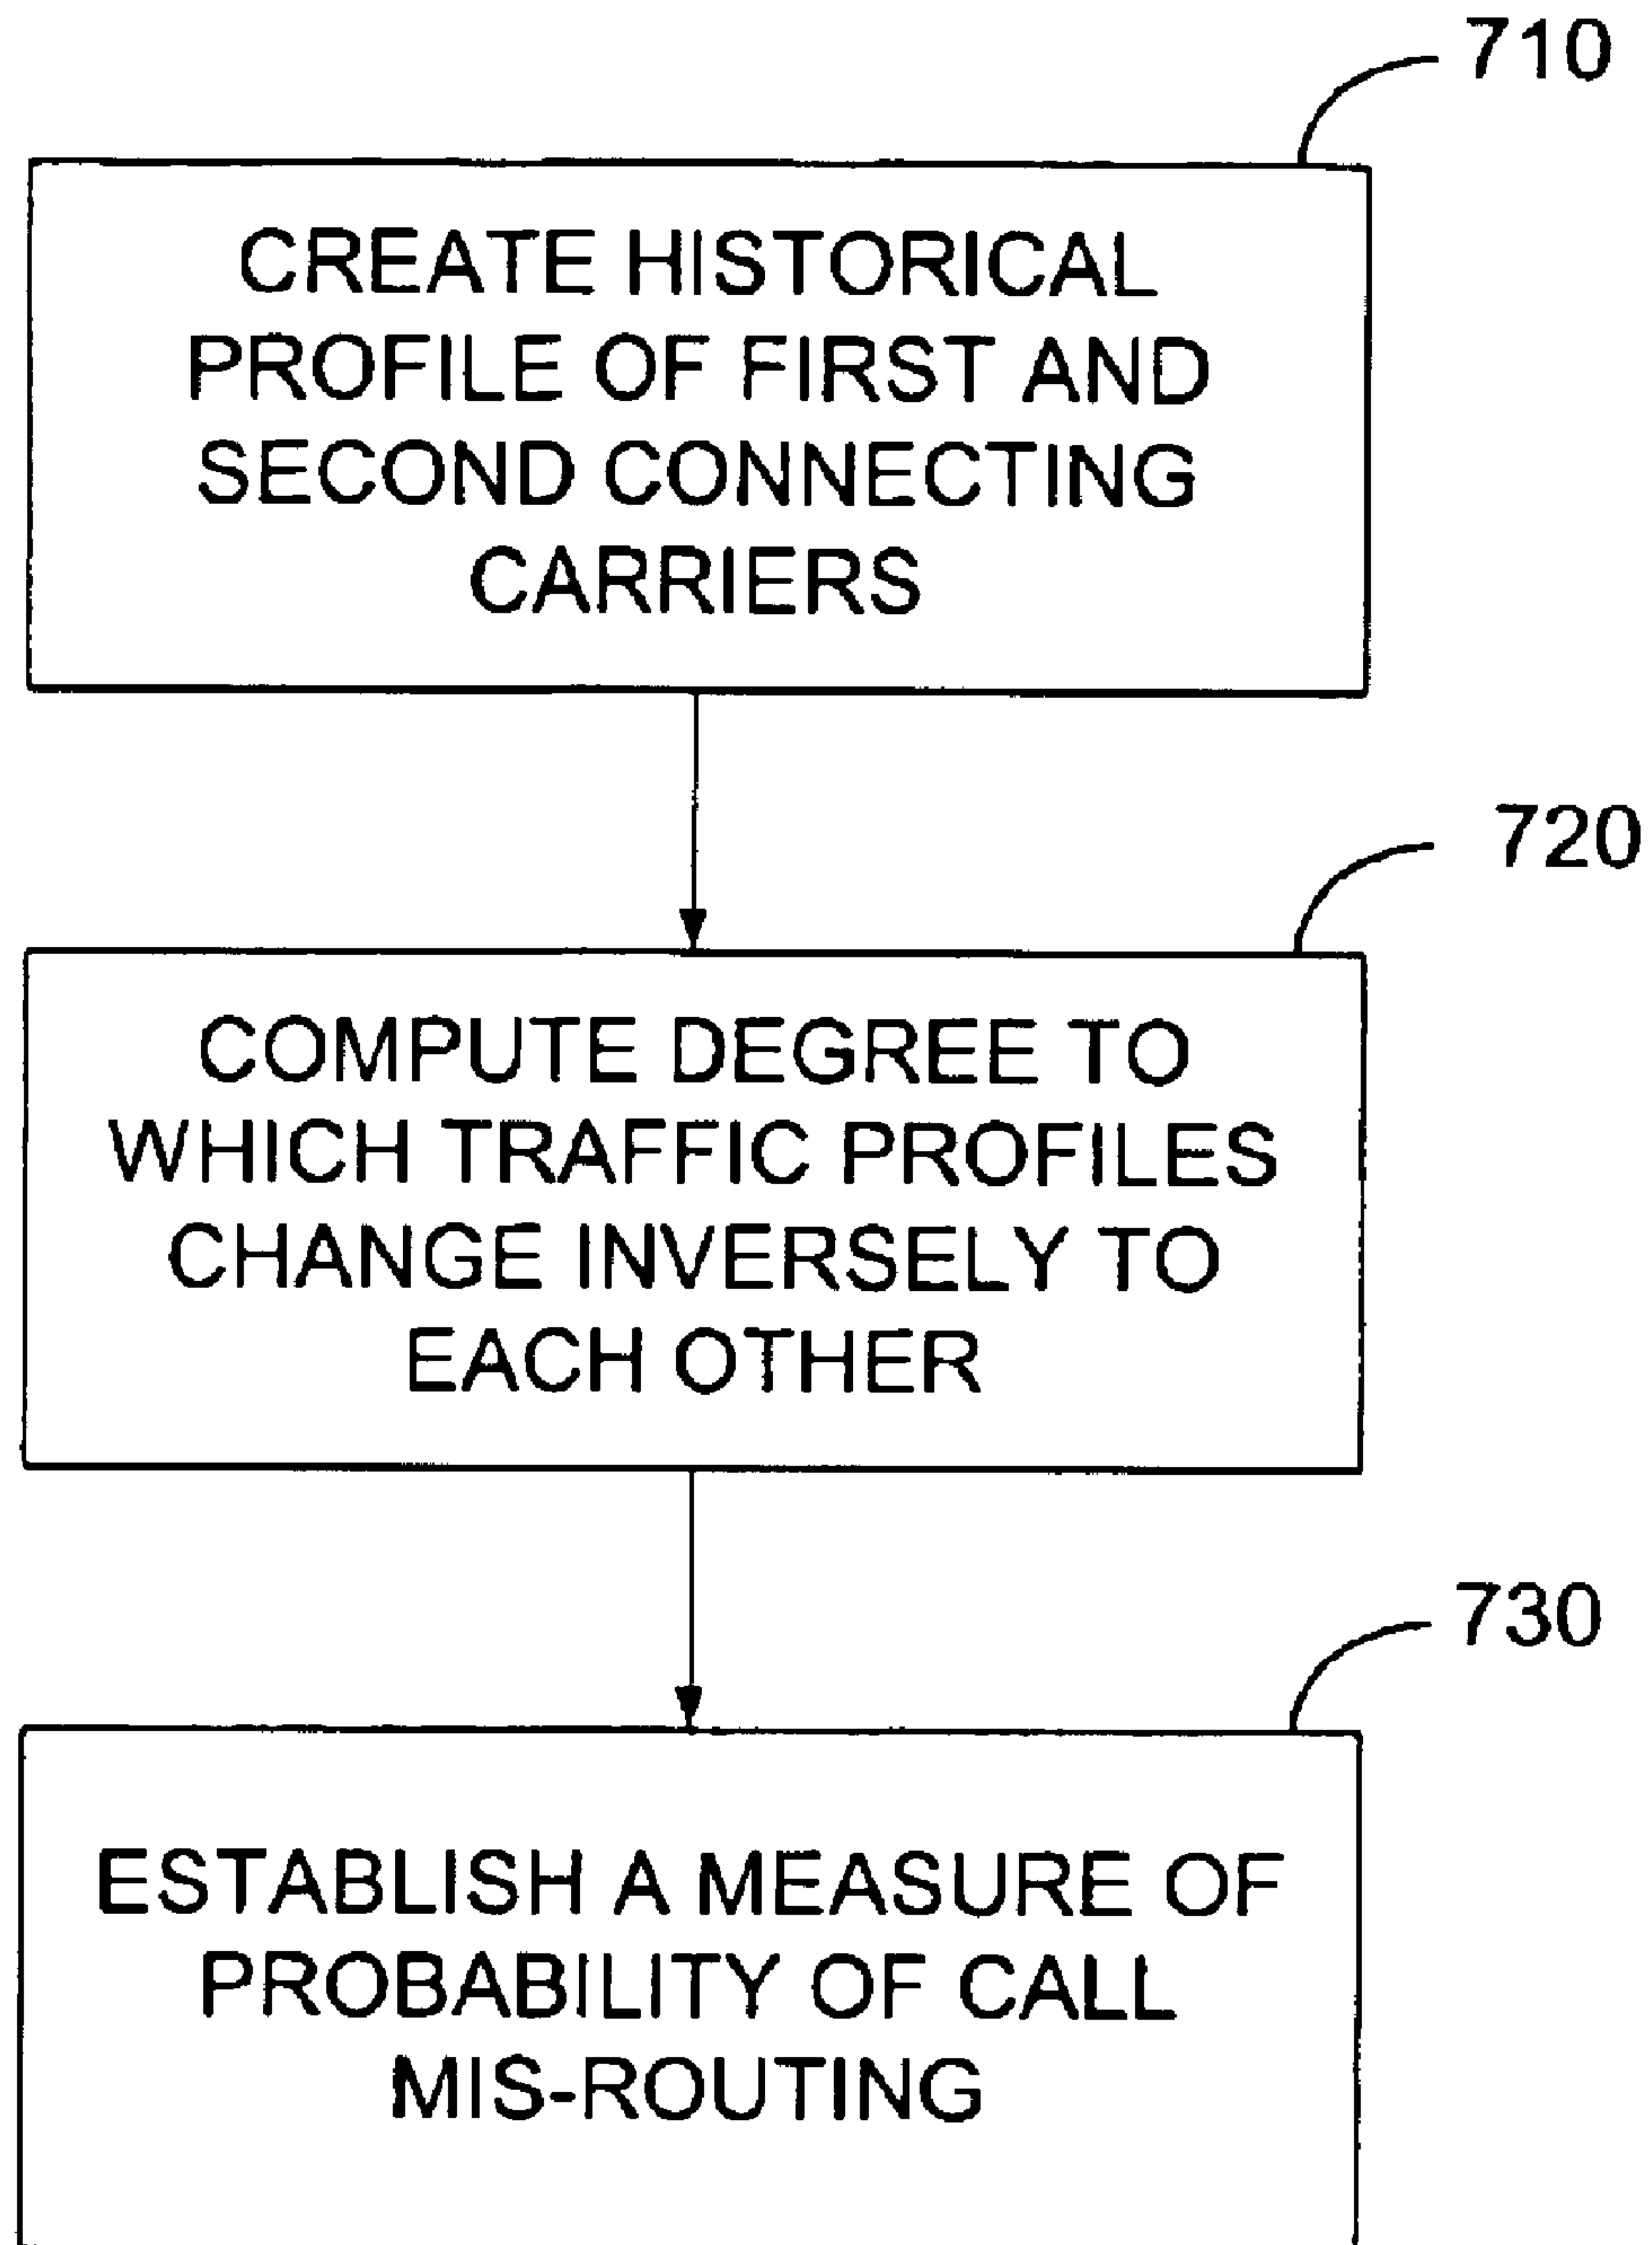 710
CREATE HISTORICAL
PROFILE OF FIRST AND
SECOND CONNECTING
CARRIERS
720
COMPUTE DEGREE TO
WHICH TRAFFIC PROFILES
CHANGE INVERSELY TO
EACH OTHER
730
ESTABLISH A MEASURE OF
PROBABILITY OF CALL
MIS-ROUTING